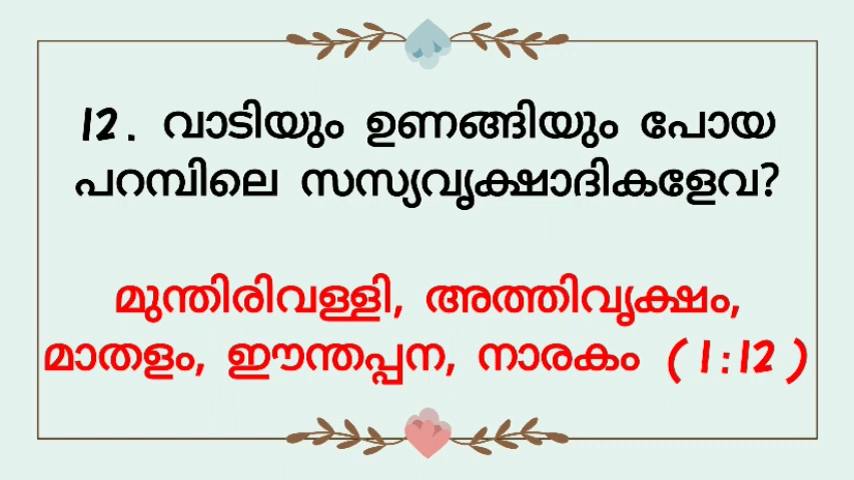 12. വാടിയും ഉണങ്ങിയും പോയ
പറമ്പിലെ സസ്യവൃക്ഷാദികളേവ?
മുന്തിരിവള്ളി, അത്തിവൃക്ഷം,
മാതളം, ഈന്തപ്പന, നാരകം (1:12)